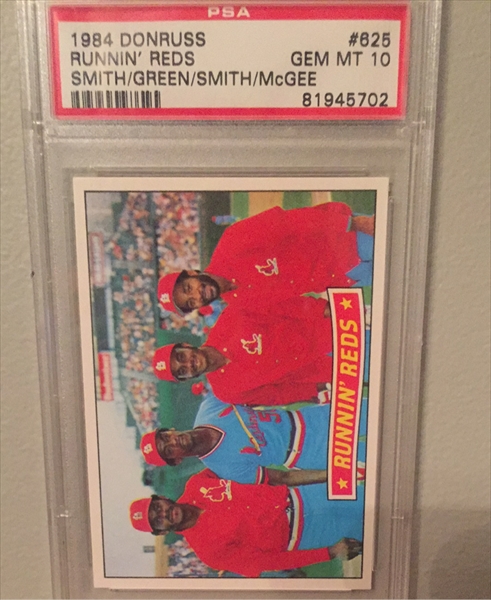 PSA
1984 DONRUSS #625
RUNNIN' REDS GEM MT 10
SMITH/GREEN/SMITH/McGEE
81945702
RUNNIN' REDS